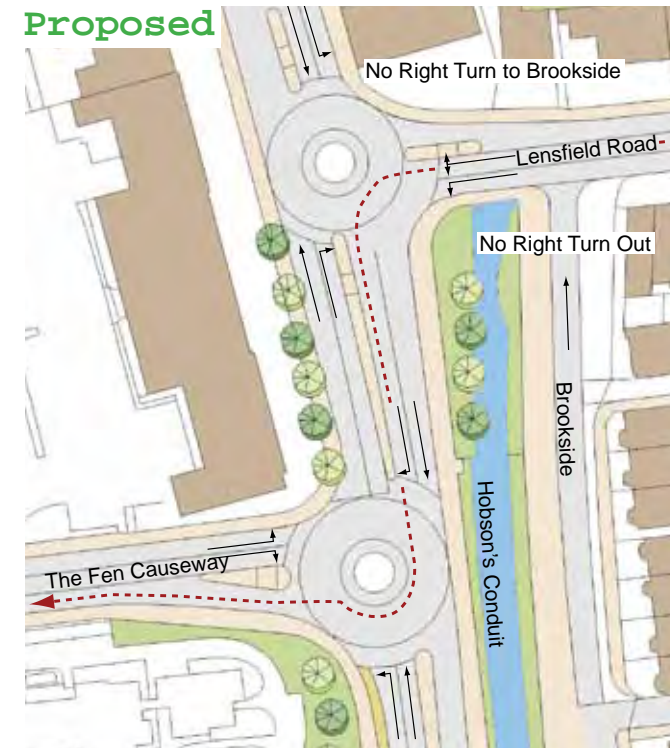 Proposed
No Right Turn to Brookside
Lensfield Road
No Right Turn Out
Brookside
Hobson's Conduit
The Fen Causeway